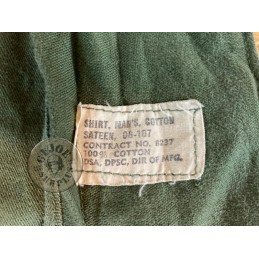 SHIRT, MAN'S, COTTON
SATEEN, OG-107
CONTRACT NO. 8237
100% COTTON
DSA, DPSC, DIR OF MFG.